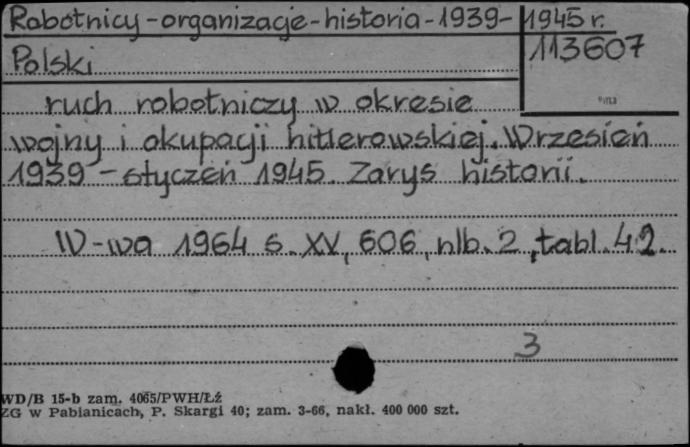 Robotnicy-organizacje-historia-1939-1945 r.
113607
Polski
ruch robotniczy w okresie
wojny i okupacji hitlerowskiej. Wrzesień
1939 - styczeń 1945. Zarys historii.
W-wa 1964 s. XV, 606, nlb. 2, tabl. 42.
3
WD/B 15-b zam. 4065/PWH/Łź
ZG w Pabianicach, P. Skargi 40; zam. 3-66, nakł. 400 000 szt.